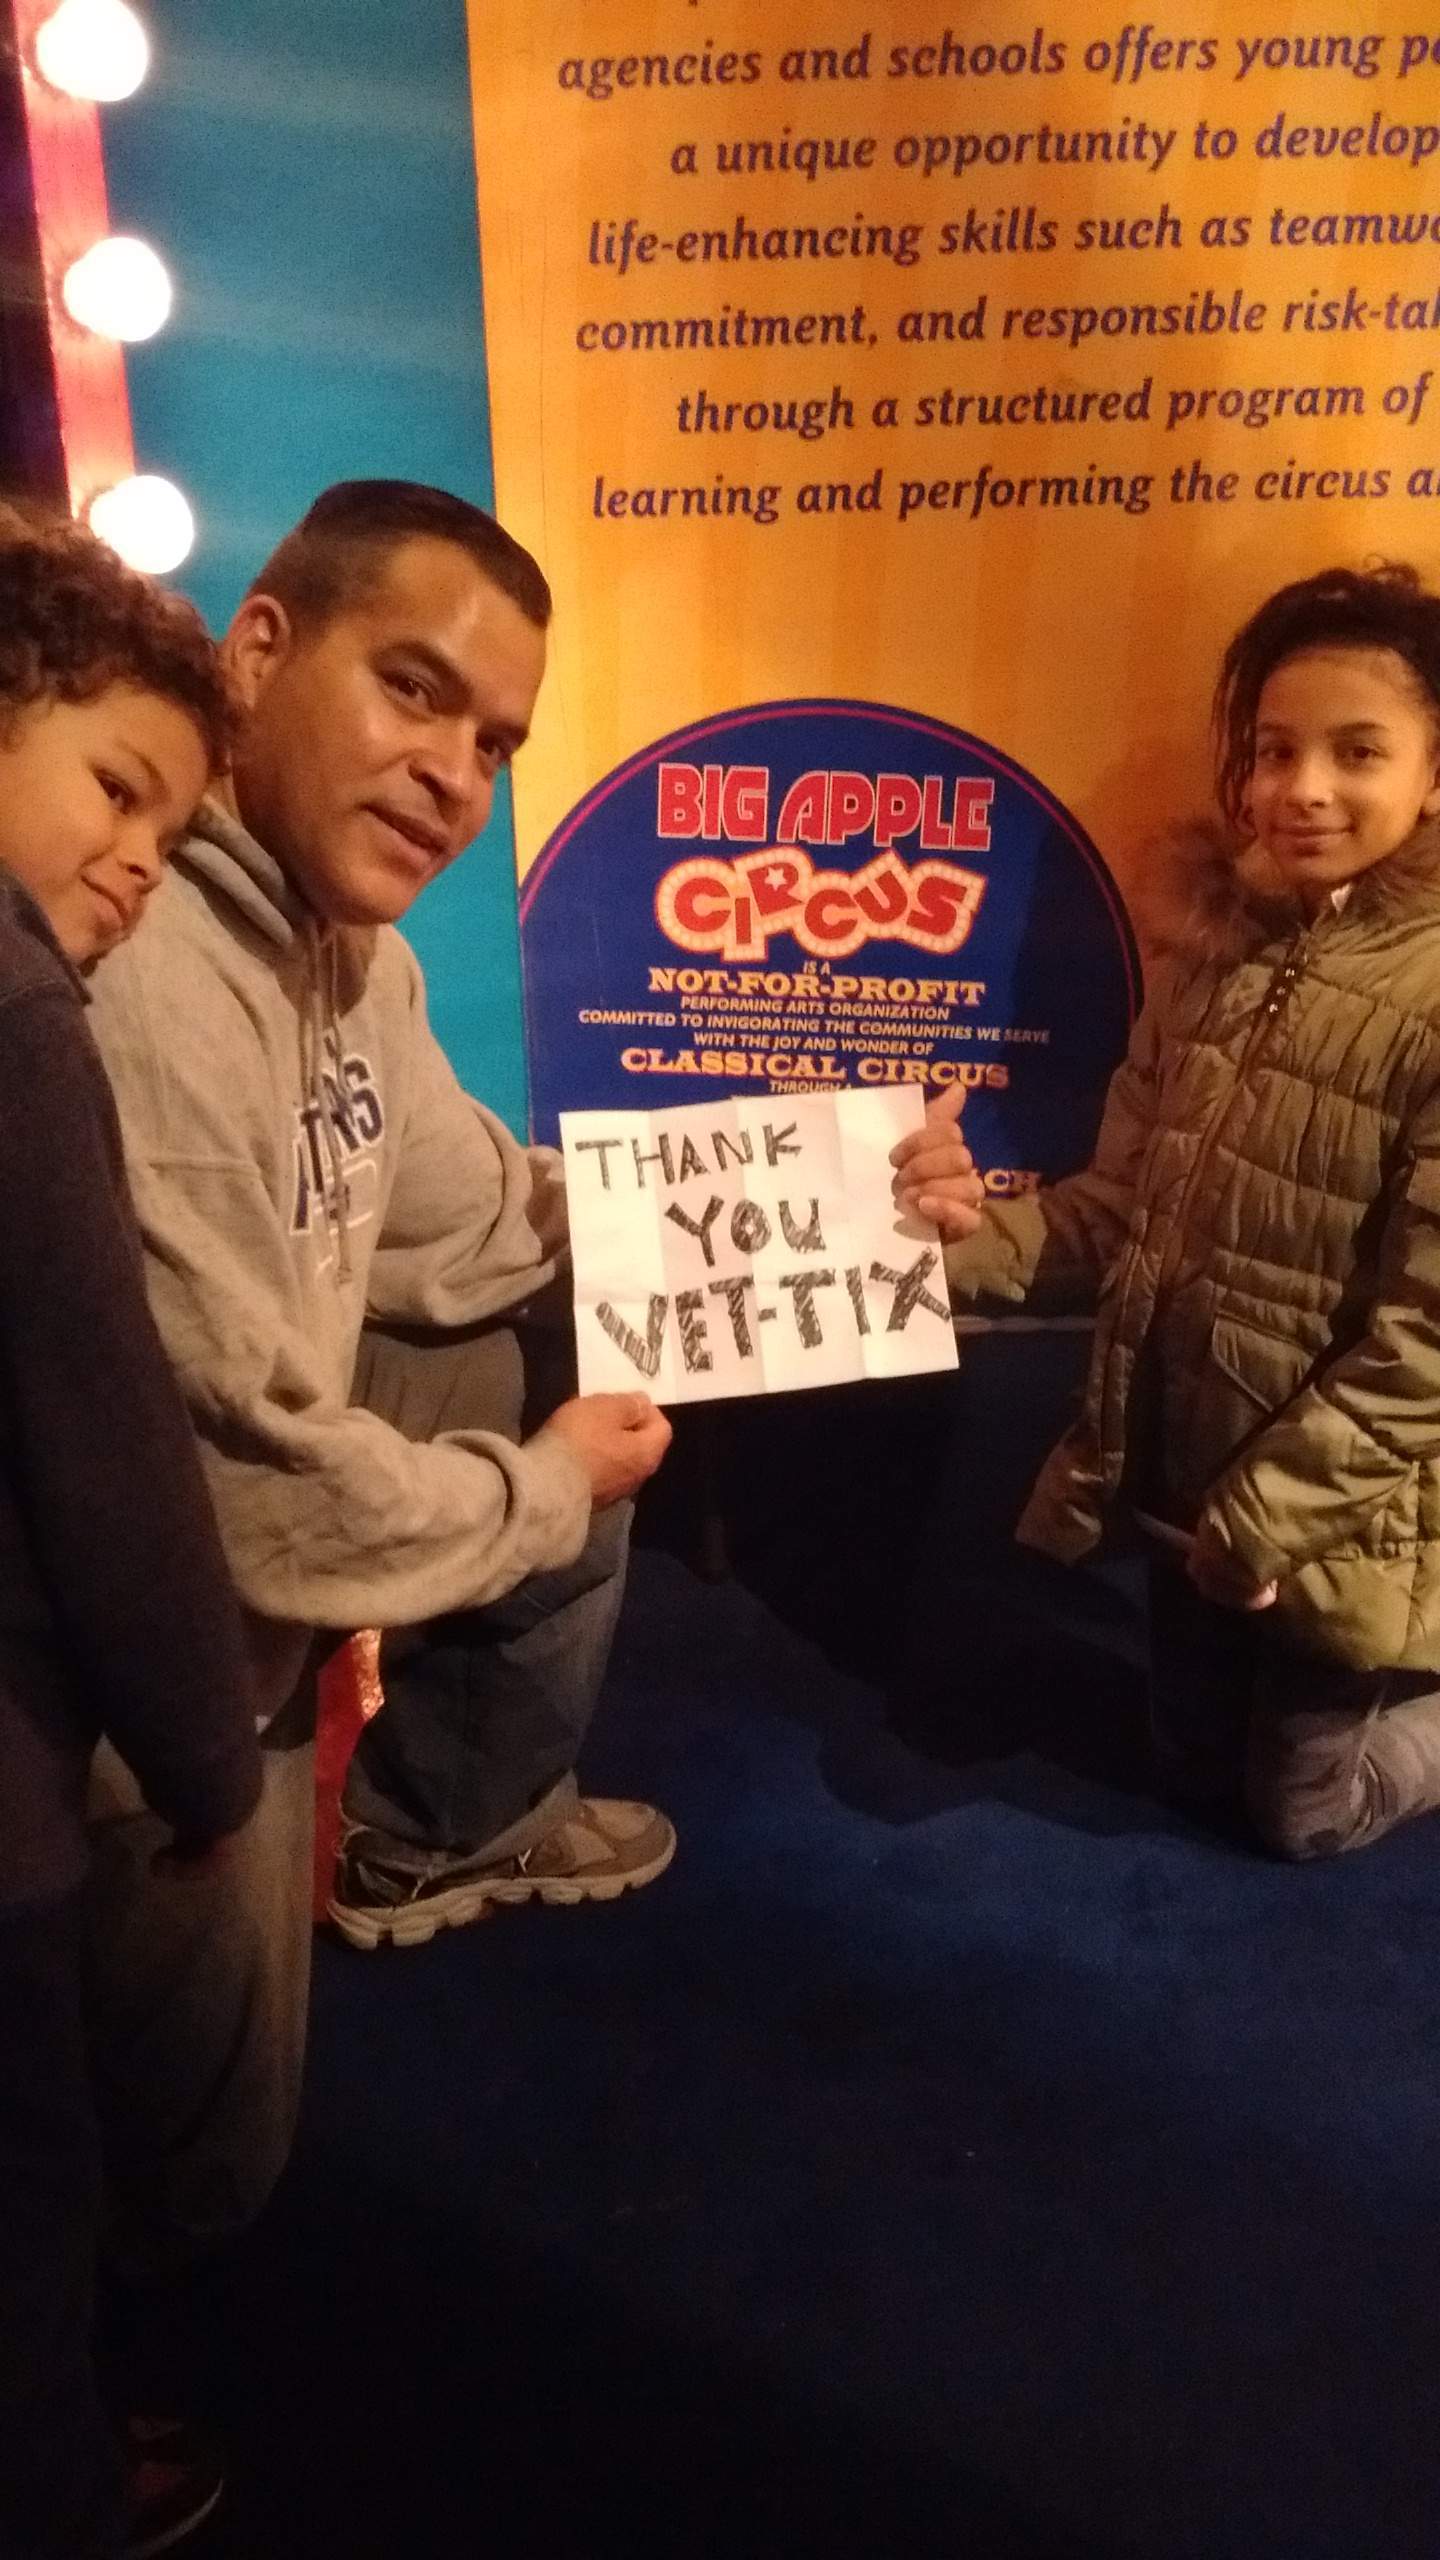 agencies and schools offers young
a unique opportunity to develop
life-enhancing skills such as
commitment, and responsible
through a structured program of
learning and performing the circus
BIG APPLE
CIRCUS
IS A
NOT-FOR-PROFIT
PERFORMING ARTS ORGANIZATION
COMMITTED TO INVIGORATING THE COMMUNITIES WE SERVE
WITH THE JOY AND WONDER OF
CLASSICAL CIRCUS
THROUGH
THANK
YOU
VET-TIX